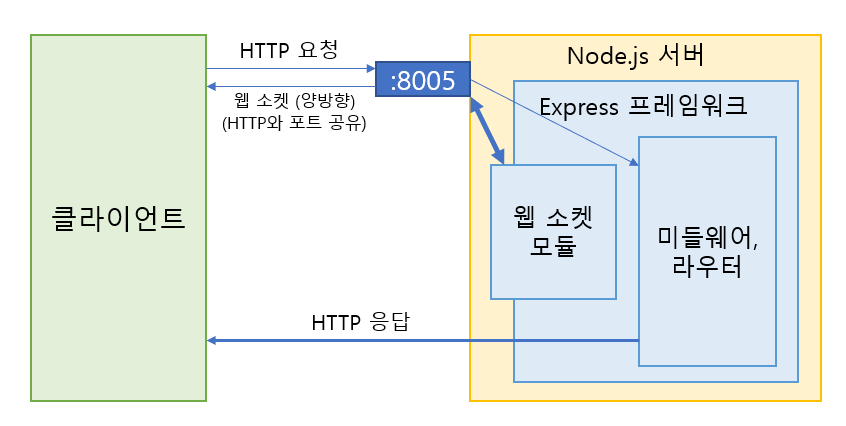 HTTP 요청
:8005
웹 소켓 (양방향)
(HTTP와 포트 공유)
Node.js 서버
Express 프레임워크
클라이언트
웹 소켓
모듈
미들웨어,
라우터
HTTP 응답